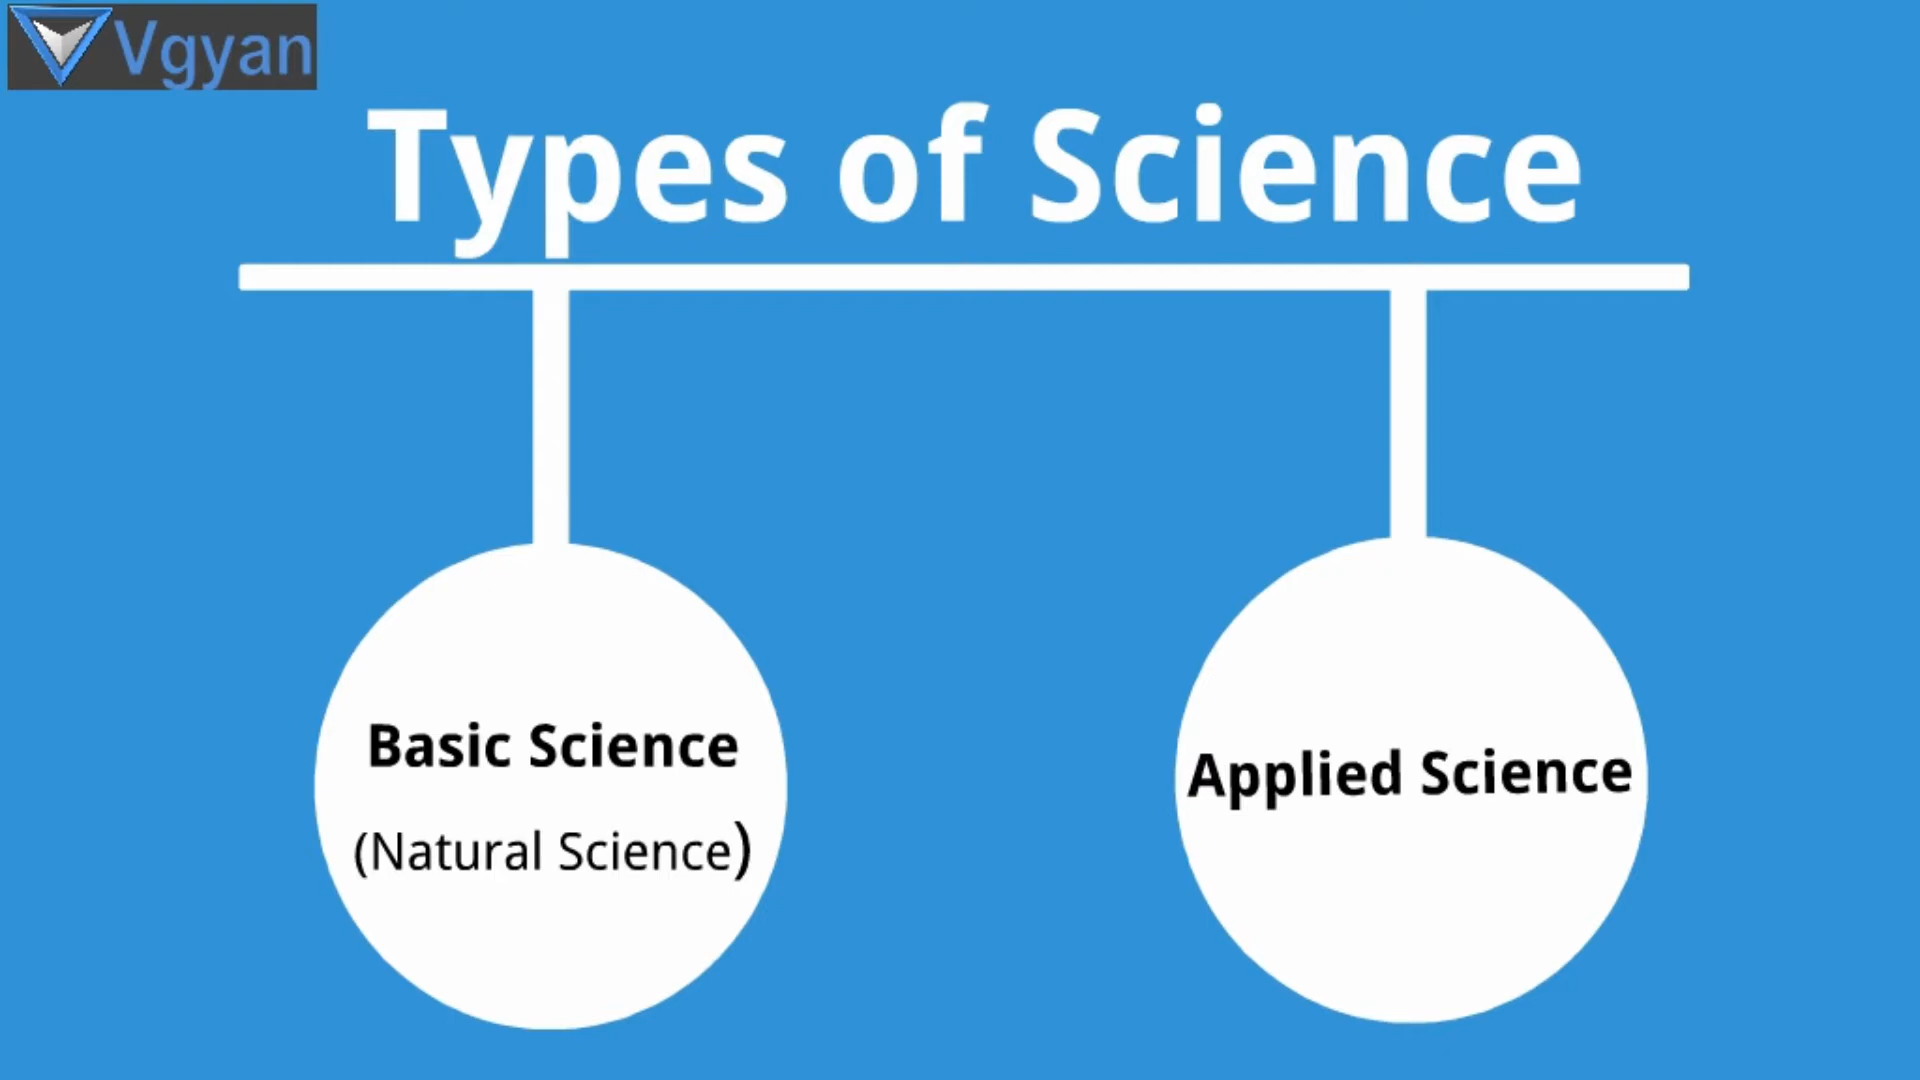 Vgyan
Types of Science
Basic Science
(Natural Science)
Applied Science